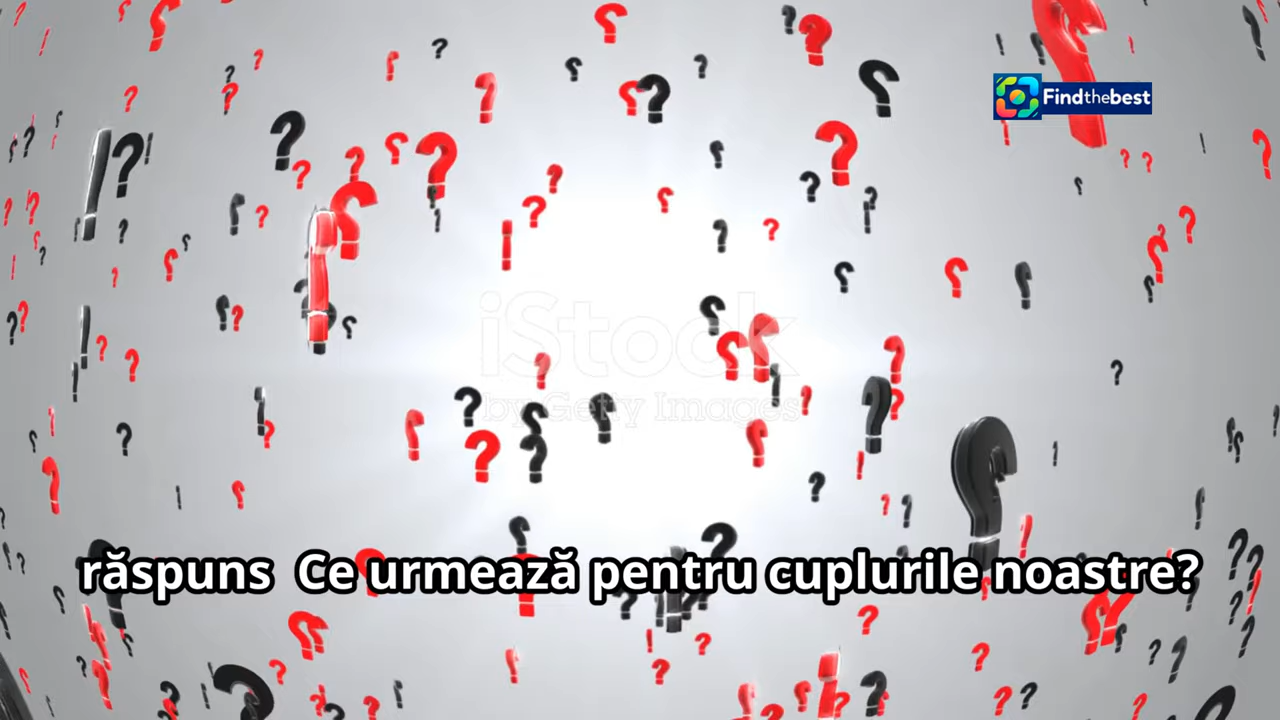 Findthebest
iStock
by Getty Images
răspuns  Ce urmează pentru cuplurile noastre?